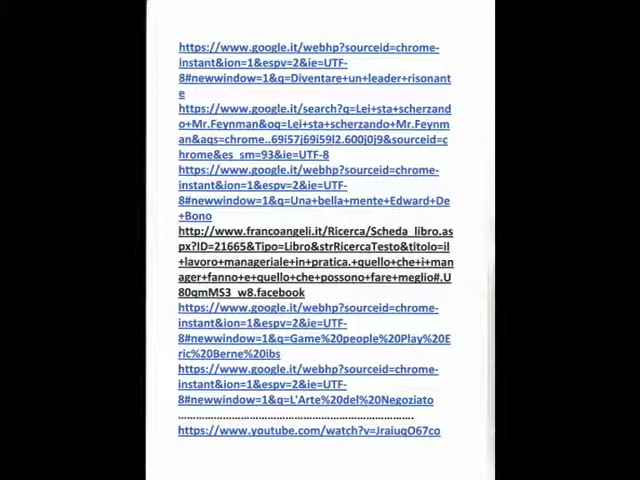 https://www.google.it/webhp?sourceid=chrome-
instant&ion=1&espv=2&ie=UTF-
8#newwindow=1&q=Diventare+un+leader+risonant
e
https://www.google.it/search?q=Lei+sta+scherzand
o+Mr.Feynman&oq=Lei+sta+scherzando+Mr.Feynm
an&aqs=chrome..69i57j69i59l2.600j0j9&sourceid=c
hrome&es_sm=93&ie=UTF-8
https://www.google.it/webhp?sourceid=chrome-
instant&ion=1&espv=2&ie=UTF-
8#newwindow=1&q=Una+bella+mente+Edward+De
+Bono
http://www.francoangeli.it/Ricerca/Scheda_libro.as
px?ID=21665&Tipo=Libro&strRicercaTesto&titolo=il
+lavoro+manageriale+in+pratica.+quello+che+i+man
ager+fanno+e+quello+che+possono+fare+meglio#.U
80qmMS3_w8.facebook
https://www.google.it/webhp?sourceid=chrome-
instant&ion=1&espv=2&ie=UTF-
8#newwindow=1&q=Game%20people%20Play%20E
ric%20Berne%20ibs
https://www.google.it/webhp?sourceid=chrome-
instant&ion=1&espv=2&ie=UTF-
8#newwindow=1&q=L'Arte%20del%20Negoziato
..................................................................
https://www.youtube.com/watch?v=JraiuqO67co